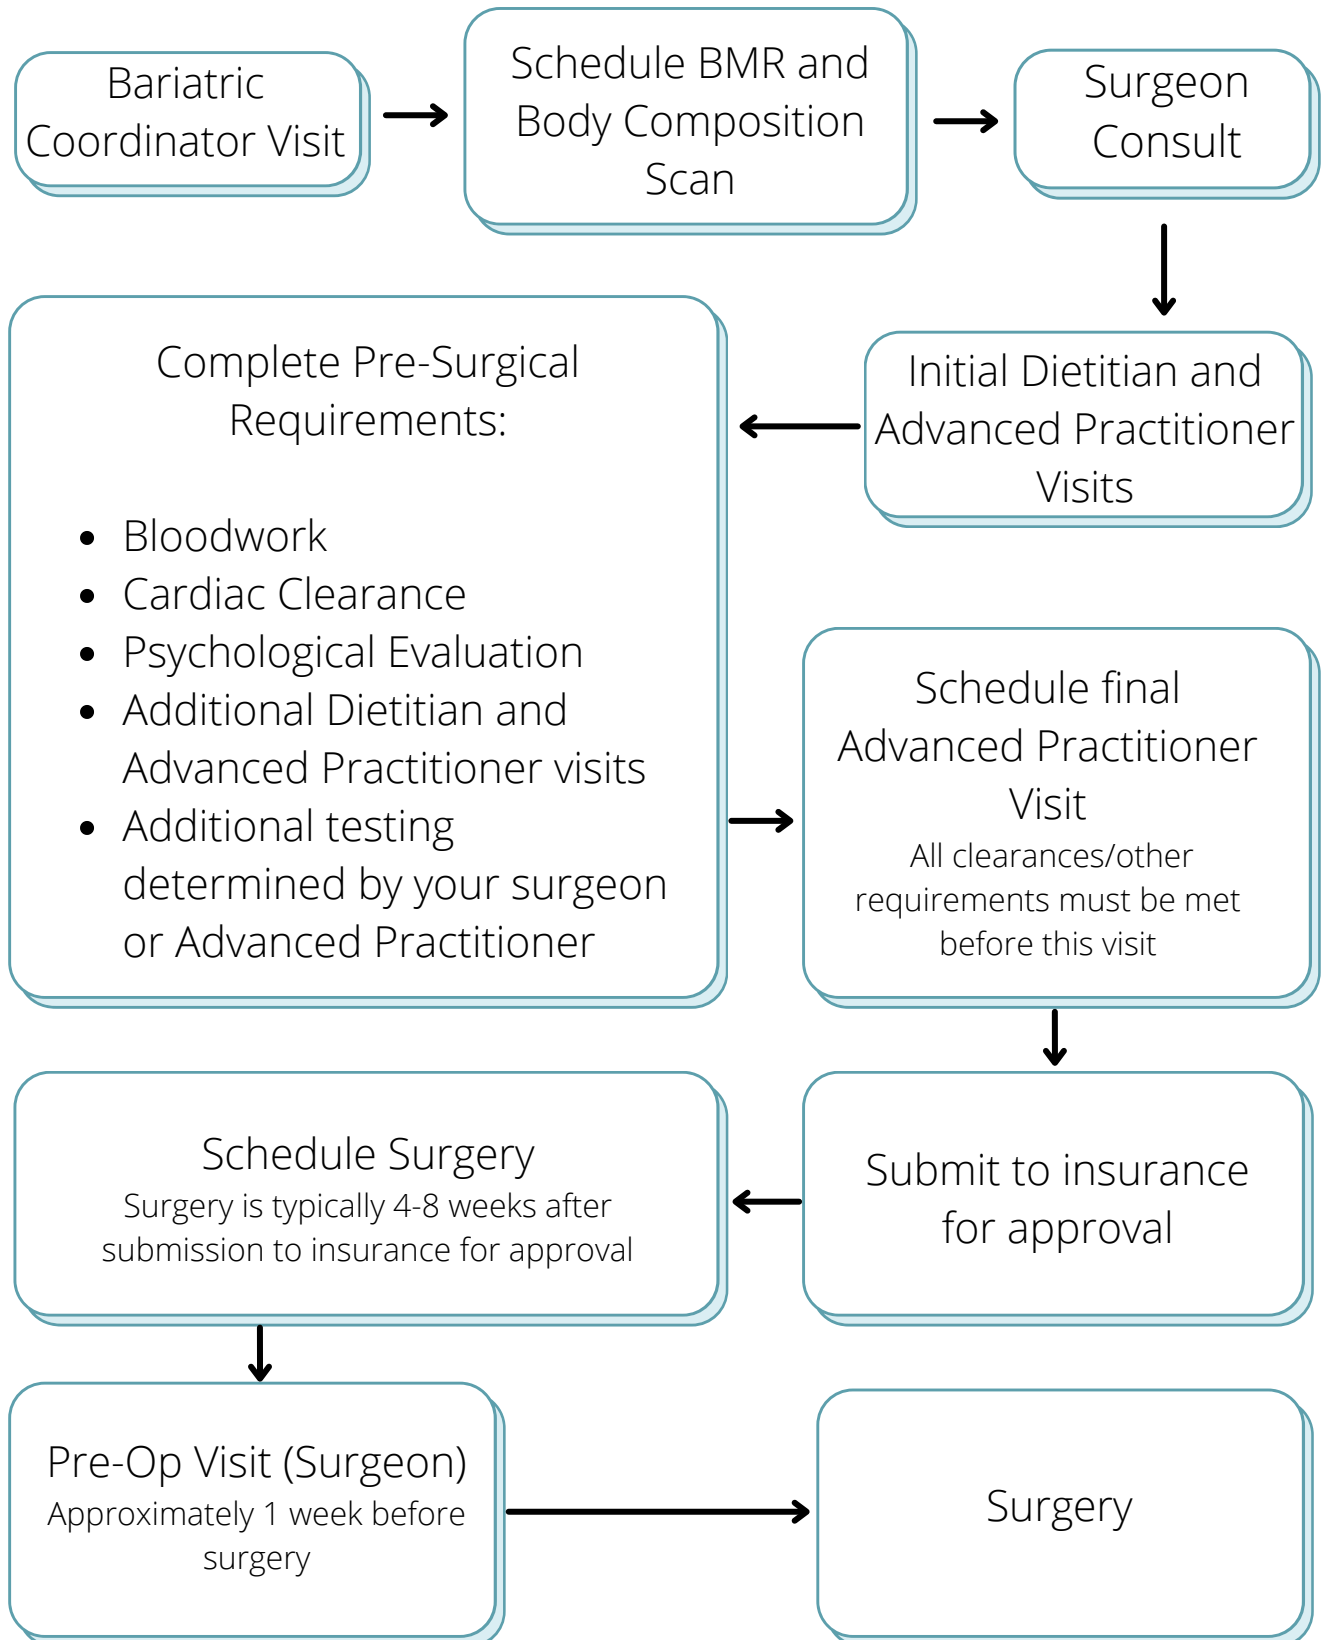 Bariatric
Coordinator Visit
Schedule BMR and
Body Composition
Scan
Surgeon
Consult
Initial Dietitian and
Advanced Practitioner
Visits
Complete Pre-Surgical
Requirements:
• Bloodwork
• Cardiac Clearance
• Psychological Evaluation
• Additional Dietitian and
Advanced Practitioner visits
• Additional testing
determined by your surgeon
or Advanced Practitioner
Schedule final
Advanced Practitioner
Visit
All clearances/other
requirements must be met
before this visit
Submit to insurance
for approval
Schedule Surgery
Surgery is typically 4-8 weeks after
submission to insurance for approval
Pre-Op Visit (Surgeon)
Approximately 1 week before
surgery
Surgery